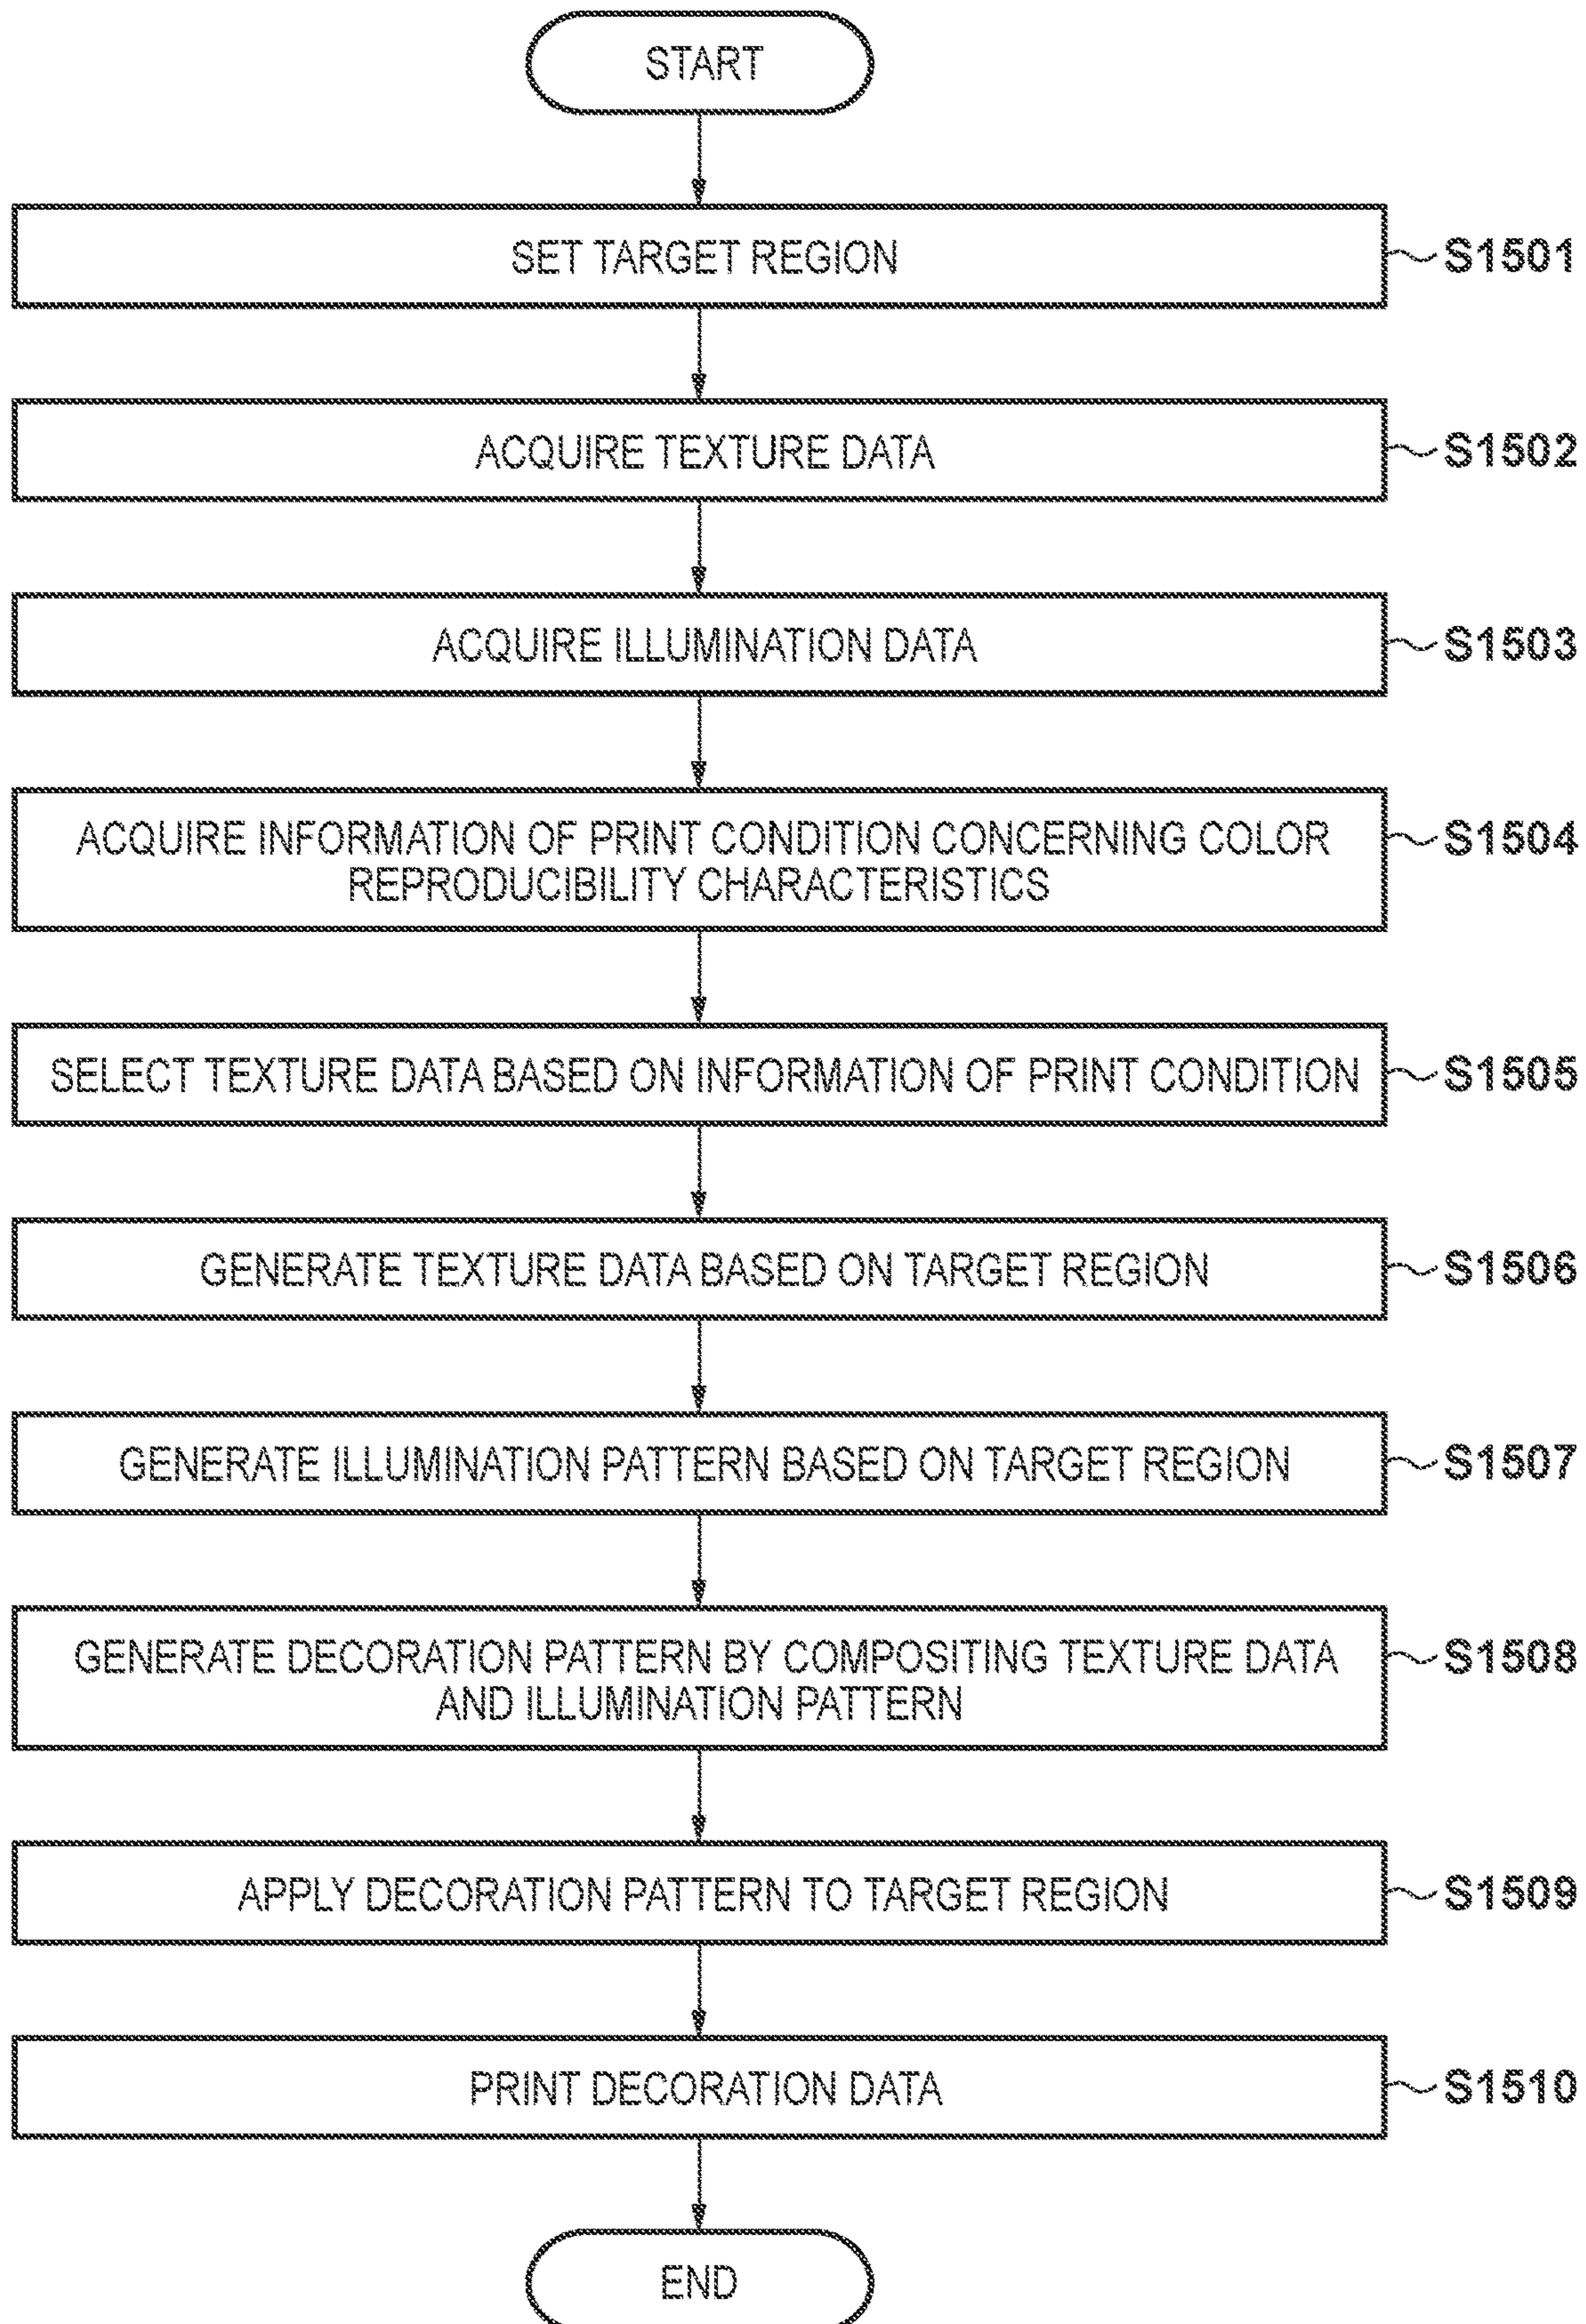 START
SET TARGET REGION
S1501
ACQUIRE TEXTURE DATA
S1502
ACQUIRE ILLUMINATION DATA
S1503
ACQUIRE INFORMATION OF PRINT CONDITION CONCERNING COLOR
REPRODUCIBILITY CHARACTERISTICS
S1504
SELECT TEXTURE DATA BASED ON INFORMATION OF PRINT CONDITION
S1505
GENERATE TEXTURE DATA BASED ON TARGET REGION
S1506
GENERATE ILLUMINATION PATTERN BASED ON TARGET REGION
S1507
GENERATE DECORATION PATTERN BY COMPOSITING TEXTURE DATA
AND ILLUMINATION PATTERN
S1508
APPLY DECORATION PATTERN TO TARGET REGION
S1509
PRINT DECORATION DATA
S1510
END